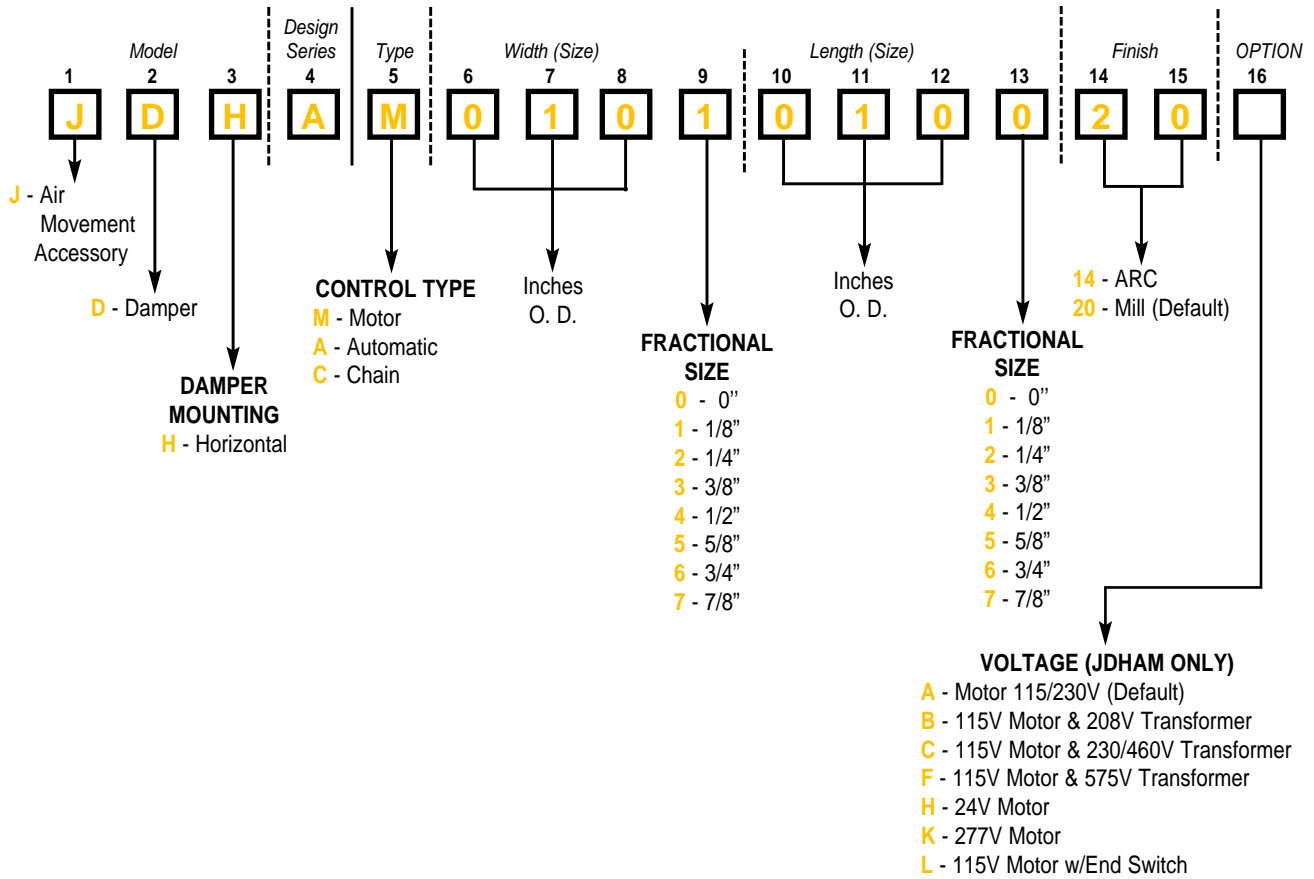 Model
Design
Series
Type
Width (Size)
Length (Size)
Finish
OPTION
1 2 3 4 5 6 7 8 9 10 11 12 13 14 15 16
J D H A M 0 1 0 1 0 1 0 0 2 0
J - Air
Movement
Accessory
D - Damper
DAMPER
MOUNTING
H - Horizontal
CONTROL TYPE
M - Motor
A - Automatic
C - Chain
Inches
O. D.
FRACTIONAL
SIZE
0 - 0’’
1 - 1/8”
2 - 1/4”
3 - 3/8”
4 - 1/2”
5 - 5/8”
6 - 3/4”
7 - 7/8”
Inches
O. D.
FRACTIONAL
SIZE
0 - 0’’
1 - 1/8”
2 - 1/4”
3 - 3/8”
4 - 1/2”
5 - 5/8”
6 - 3/4”
7 - 7/8”
14 - ARC
20 - Mill (Default)
VOLTAGE (JDHAM ONLY)
A - Motor 115/230V (Default)
B - 115V Motor & 208V Transformer
C - 115V Motor & 230/460V Transformer
F - 115V Motor & 575V Transformer
H - 24V Motor
K - 277V Motor
L - 115V Motor w/End Switch